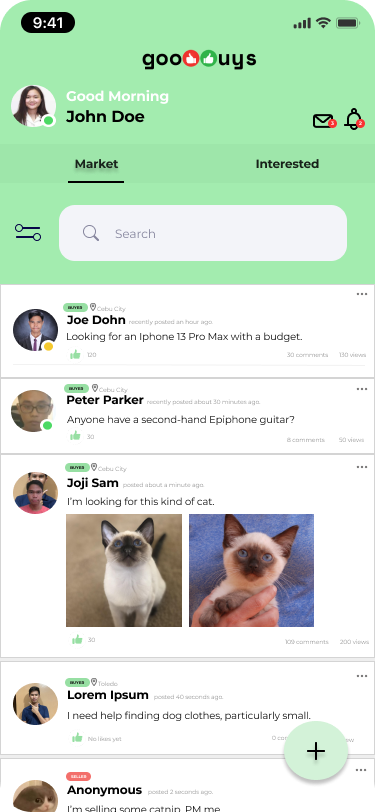 9:41
goo uys
Good Morning
John Doe
2
2
Market Interested
Search
BUYER Cebu City
Joe Dohn recently posted an hour ago.
Looking for an Iphone 13 Pro Max with a budget.
120 30 comments 130 views
BUYER Cebu City
Peter Parker recently posted about 30 minutes ago.
Anyone have a second-hand Epiphone guitar?
30 8 comments 50 views
BUYER Cebu City
Joji Sam posted about a minute ago.
I'm looking for this kind of cat.
30 109 comments 200 views
BUYER Toledo
Lorem Ipsum posted 40 seconds ago.
I need help finding dog clothes, particularly small.
No likes yet
SELLER
Anonymous posted 2 seconds ago.
I'm selling some catnip. PM me